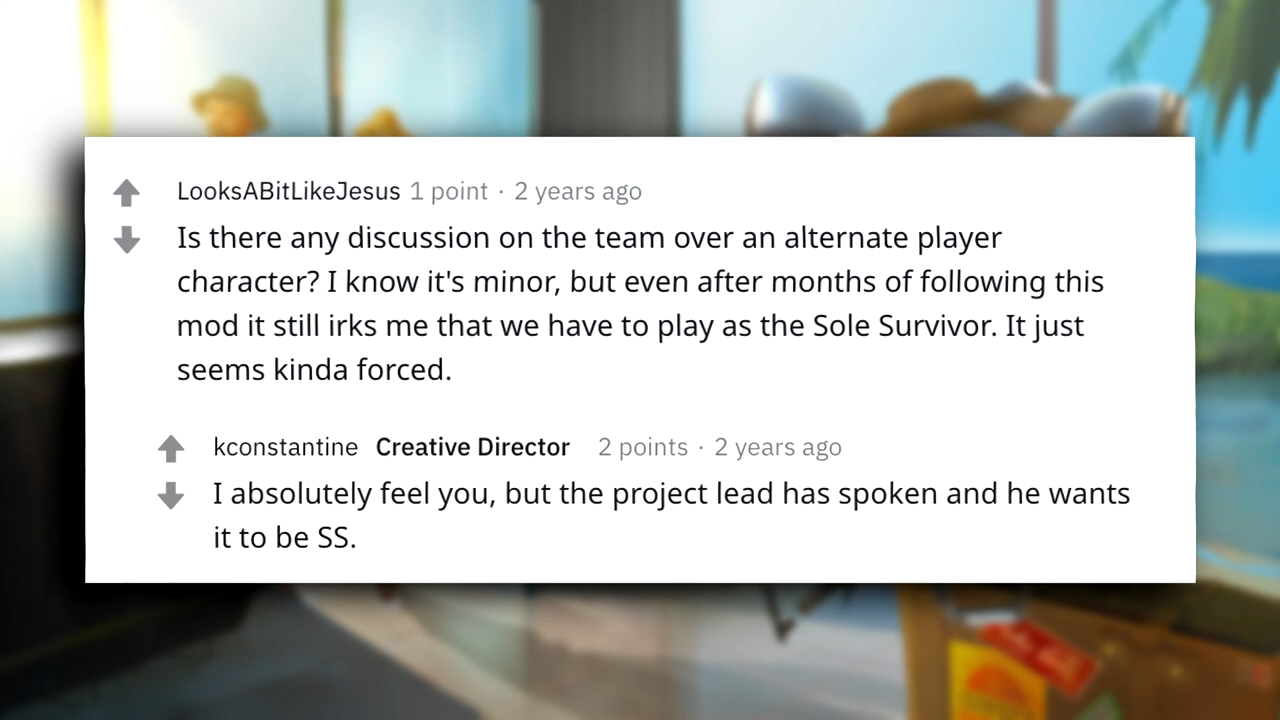 LooksABitLikeJesus 1 point · 2 years ago
Is there any discussion on the team over an alternate player
character? I know it's minor, but even after months of following this
mod it still irks me that we have to play as the Sole Survivor. It just
seems kinda forced.
kconstantine Creative Director 2 points · 2 years ago
I absolutely feel you, but the project lead has spoken and he wants
it to be SS.